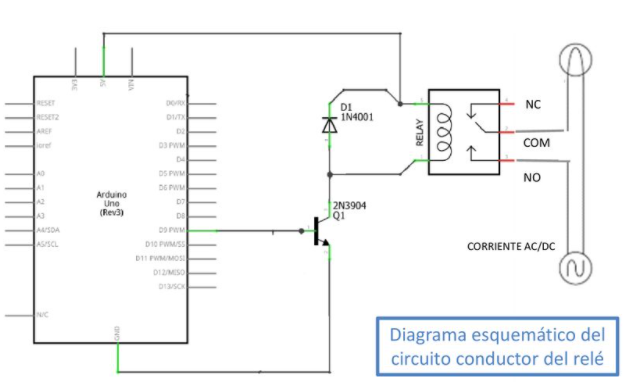 3V3
5V
VIN
RESET
RESET2
AREF
ioref
A0
A1
A2
A3
A4/SDA
A5/SCL
N/C
Arduino
Uno
(Rev3)
D0/RX
D1/TX
D2
D3 PWM
D4
D5 PWM
D6 PWM
D7
D8
D9 PWM
D10 PWM/SS
D11 PWM/MOSI
D12/MISO
D13/SCK
GND
D1
1N4001
2N3904
Q1
RELAY
NC
COM
NO
CORRIENTE AC/DC
Diagrama esquemático del
circuito conductor del relé